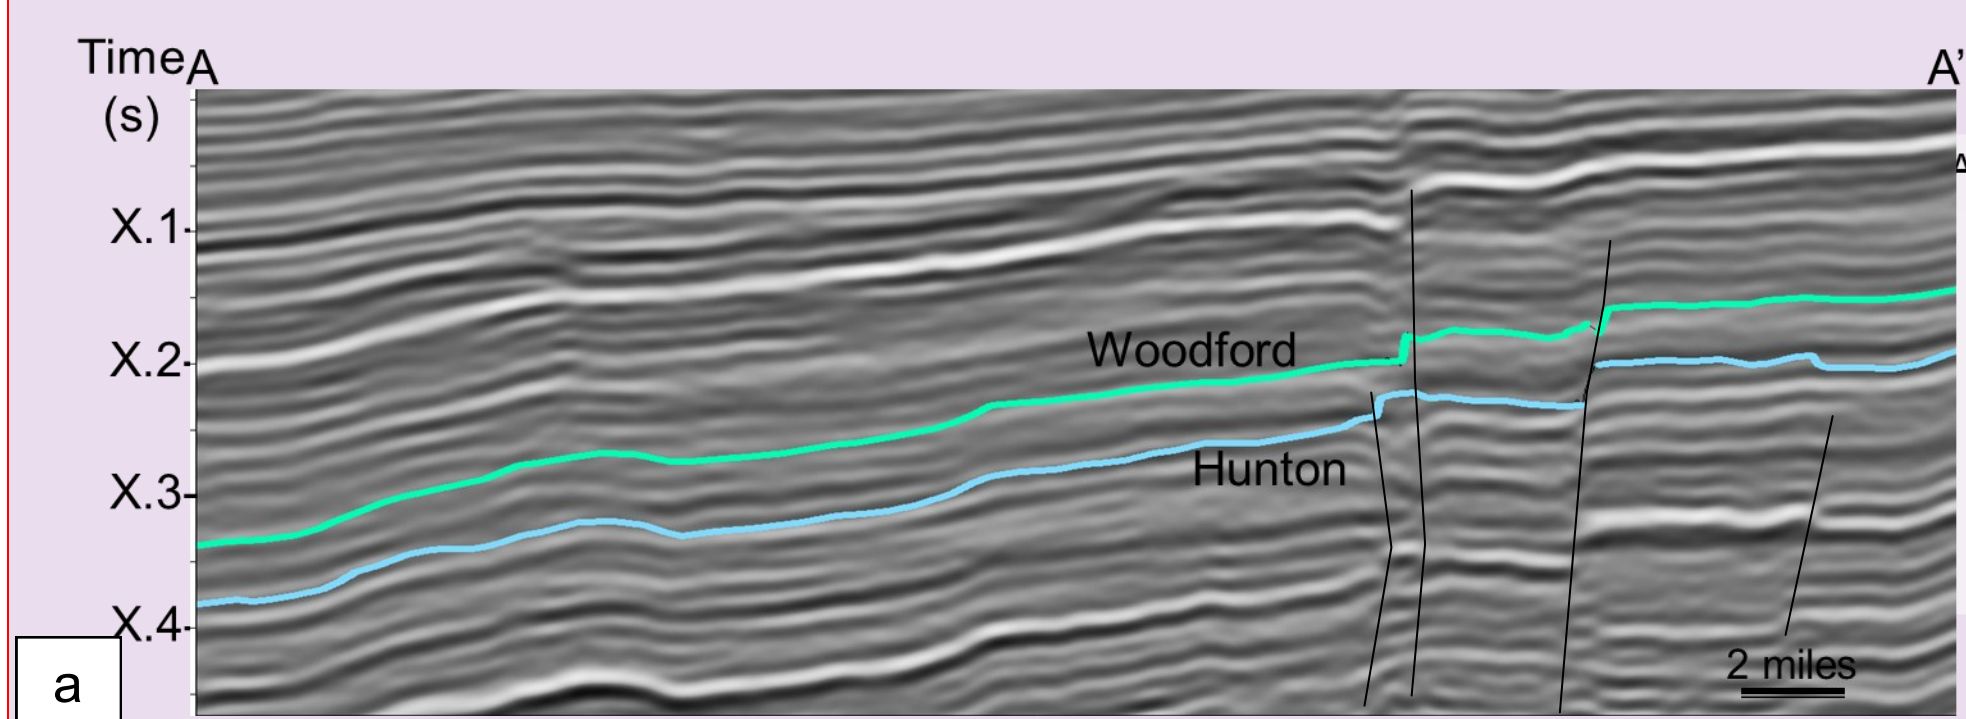 Time A A'
(s)
X.1
X.2
Woodford
X.3
Hunton
X.4
2 miles
a